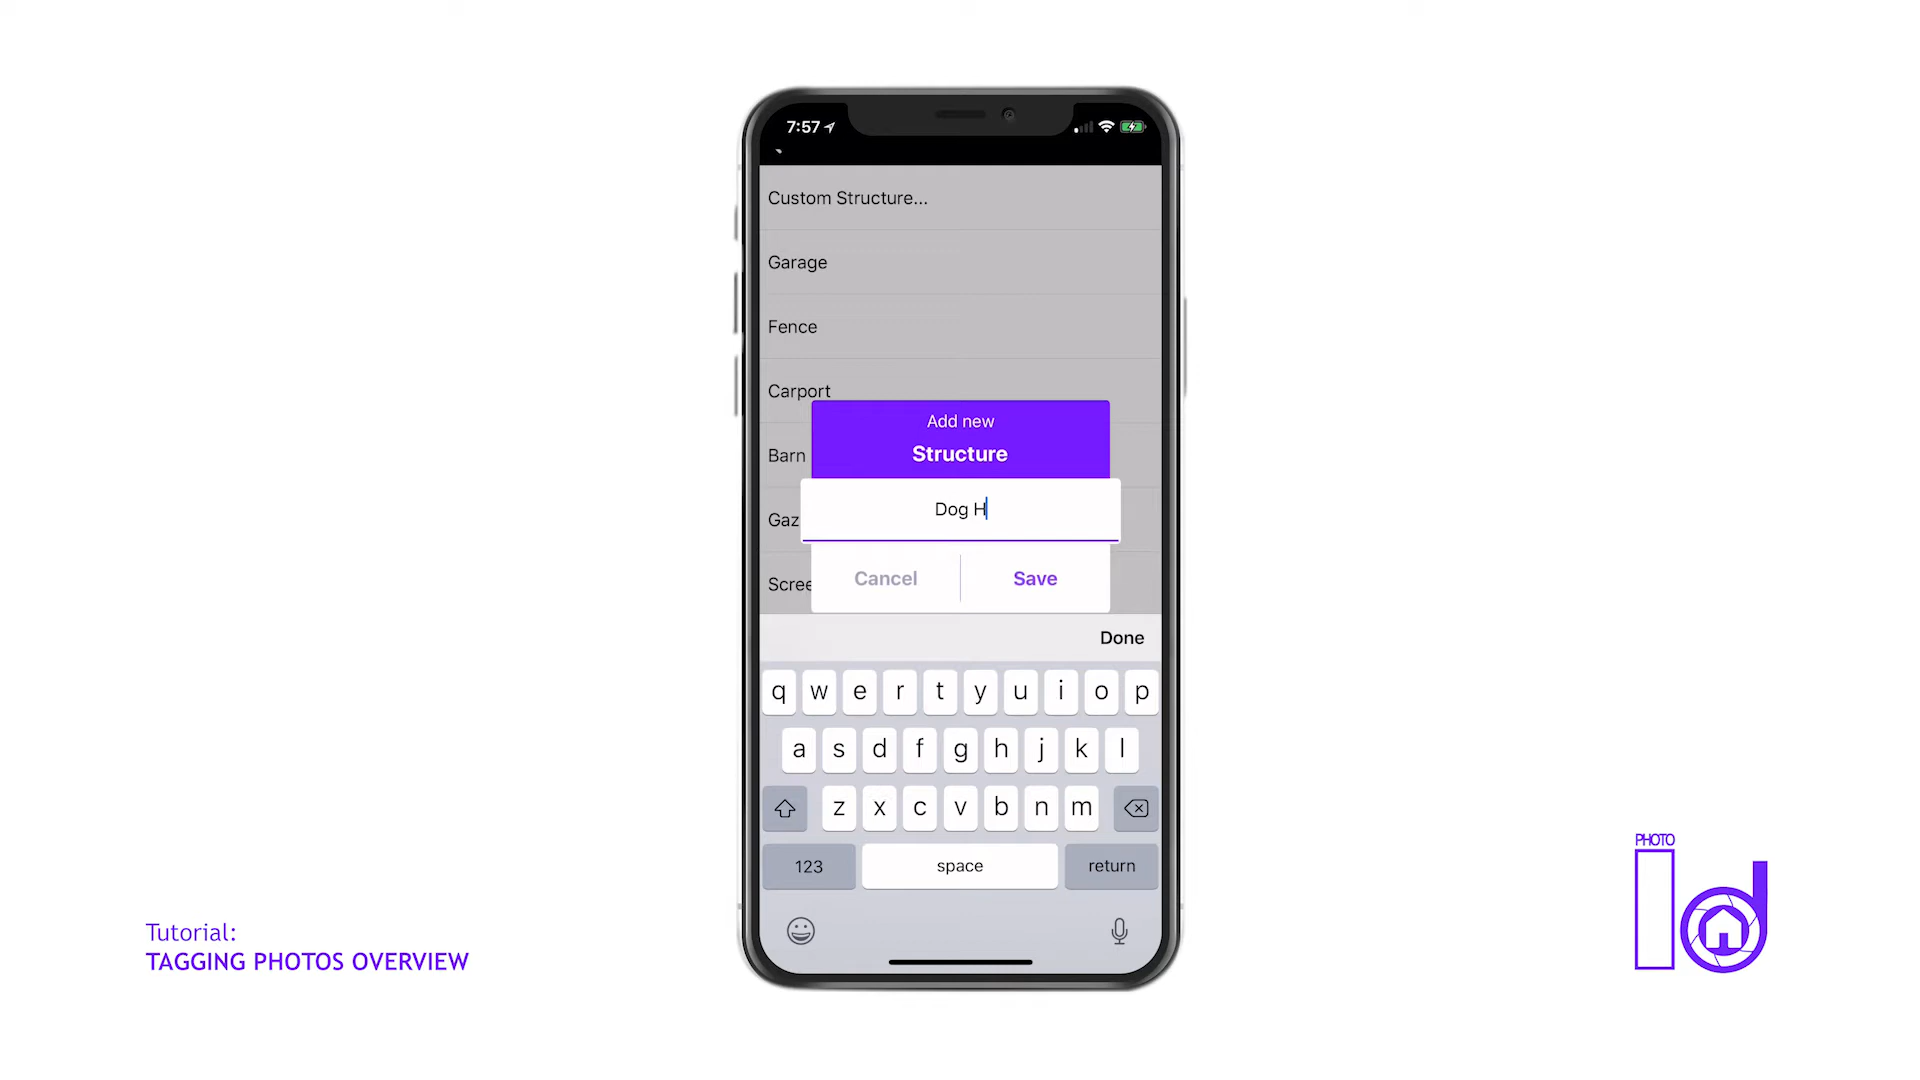 7:57
Custom Structure...
Garage
Fence
Carport
Barn
Gaz
Scree
Add new
Structure
Dog H
Cancel
Save
Done
q w e r t y u i o p
a s d f g h j k l
z x c v b n m
123 space return
Tutorial:
TAGGING PHOTOS OVERVIEW
PHOTO
Id